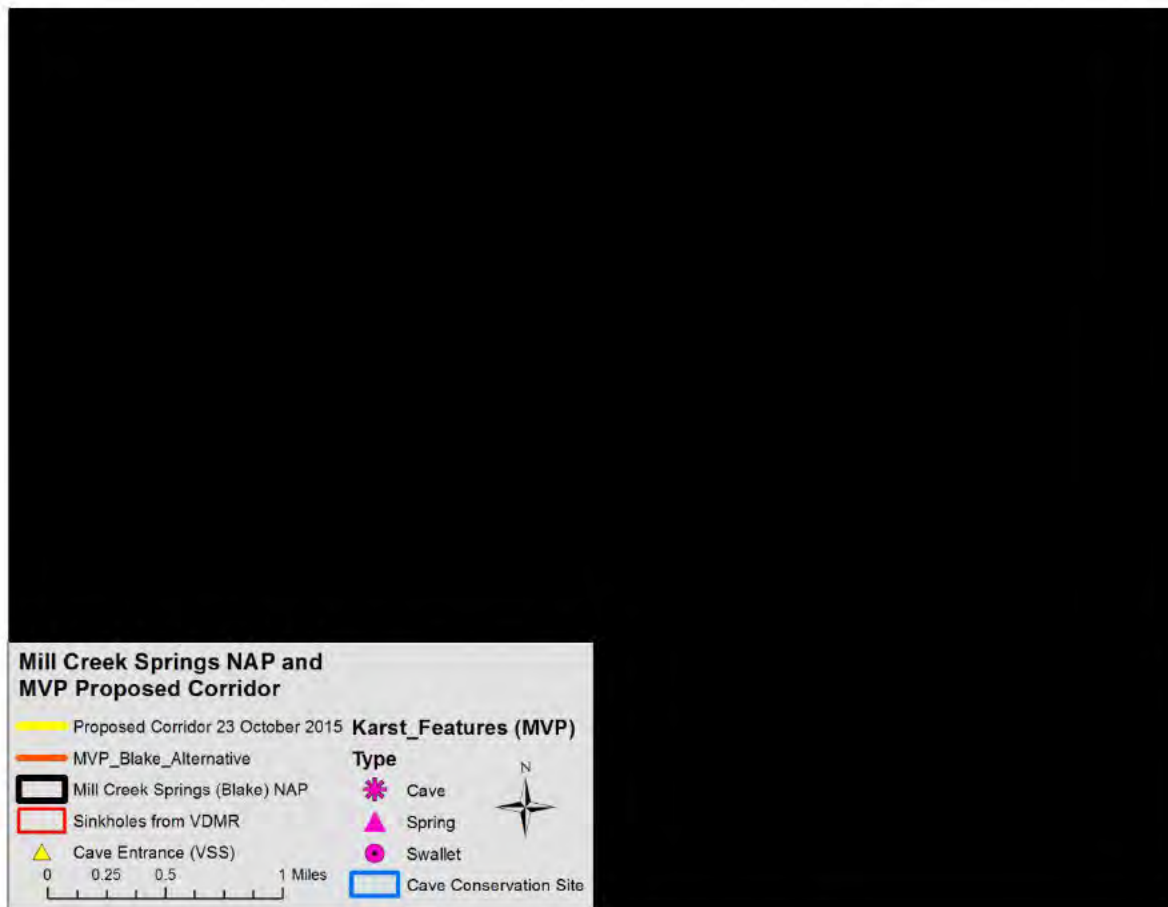 Mill Creek Springs NAP and
MVP Proposed Corridor
Proposed Corridor 23 October 2015
MVP_Blake_Alternative
Mill Creek Springs (Blake) NAP
Sinkholes from VDMR
Cave Entrance (VSS)
0 0.25 0.5 1 Miles
Karst_Features (MVP)
Type
Cave
Spring
Swallet
Cave Conservation Site
N